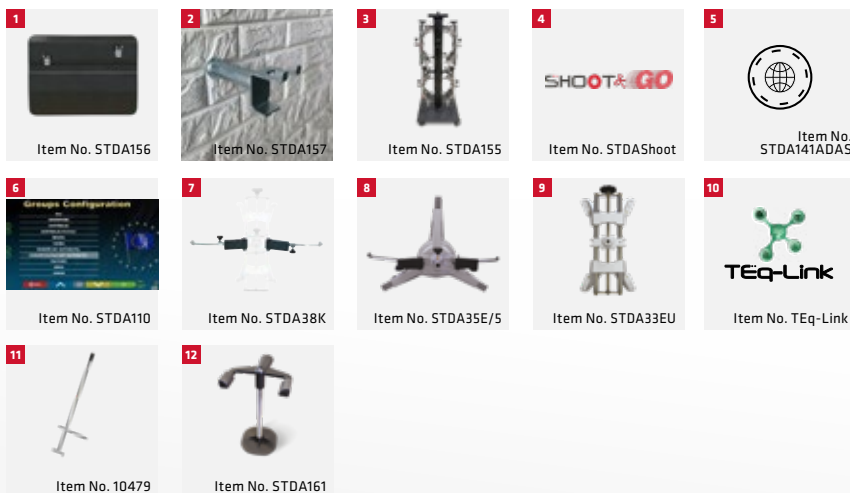 1
2
3
4
5
SHOOT& GO
Item No. STDA156
Item No. STDA157
Item No. STDA155
Item No. STDAShoot
Item No.
STDA141ADAS
6
7
8
9
10
Groups Configuration
TEq-Link
Item No. STDA110
Item No. STDA38K
Item No. STDA35E/5
Item No. STDA33EU
Item No. TEq-Link
11
12
Item No. 10479
Item No. STDA161